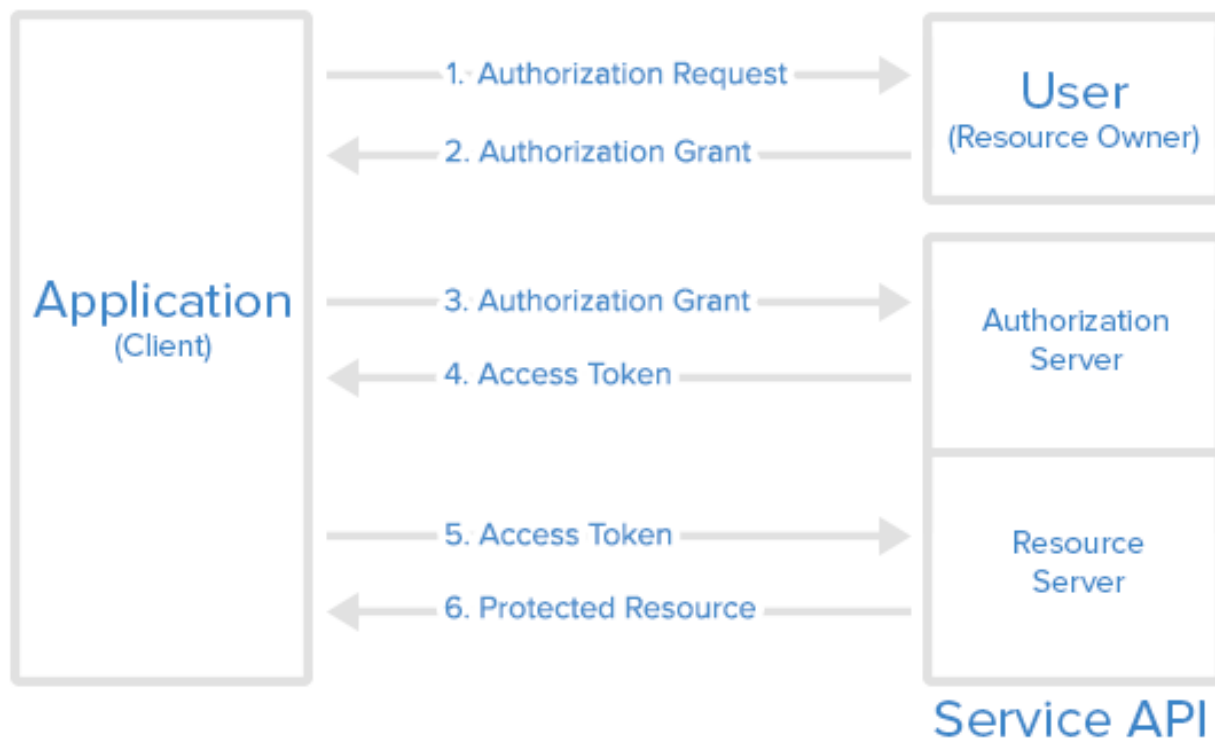 1. Authorization Request
User
(Resource Owner)
2. Authorization Grant
Application
(Client)
3. Authorization Grant
Authorization
Server
4. Access Token
5. Access Token
Resource
Server
6. Protected Resource
Service API